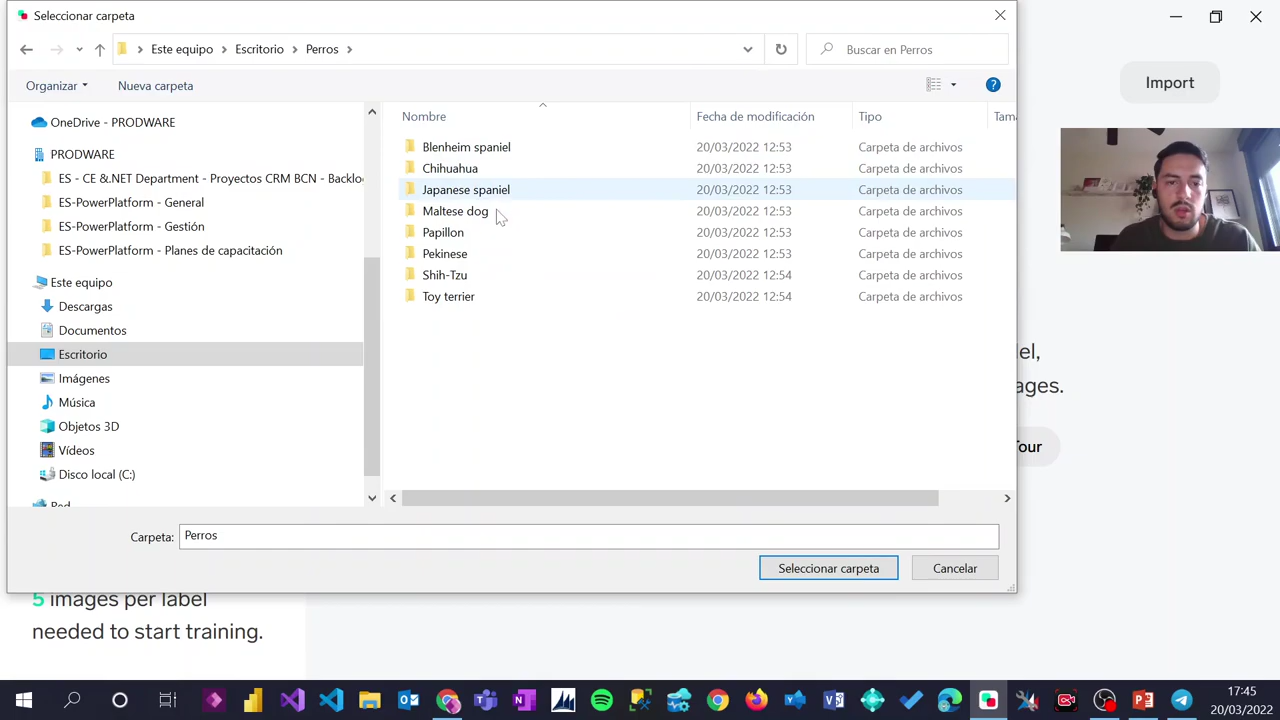 Seleccionar carpeta
Este equipo
Escritorio
Perros
Buscar en Perros
Organizar
Nueva carpeta
Import
OneDrive - PRODWARE
PRODWARE
ES - CE &.NET Department - Proyectos CRM BCN - Backlo
ES-PowerPlatform - General
ES-PowerPlatform - Gestión
ES-PowerPlatform - Planes de capacitación
Este equipo
Descargas
Documentos
Escritorio
Imágenes
Música
Objetos 3D
Vídeos
Disco local (C:)
Red
Nombre Fecha de modificación Tipo Tama
Blenheim spaniel 20/03/2022 12:53 Carpeta de archivos
Chihuahua 20/03/2022 12:53 Carpeta de archivos
Japanese spaniel 20/03/2022 12:53 Carpeta de archivos
Maltese dog 20/03/2022 12:53 Carpeta de archivos
Papillon 20/03/2022 12:53 Carpeta de archivos
Pekinese 20/03/2022 12:53 Carpeta de archivos
Shih-Tzu 20/03/2022 12:54 Carpeta de archivos
Toy terrier 20/03/2022 12:54 Carpeta de archivos
el,
ages.
Tour
Carpeta: Perros
Seleccionar carpeta
Cancelar
5 images per label
needed to start training.
17:45
20/03/2022